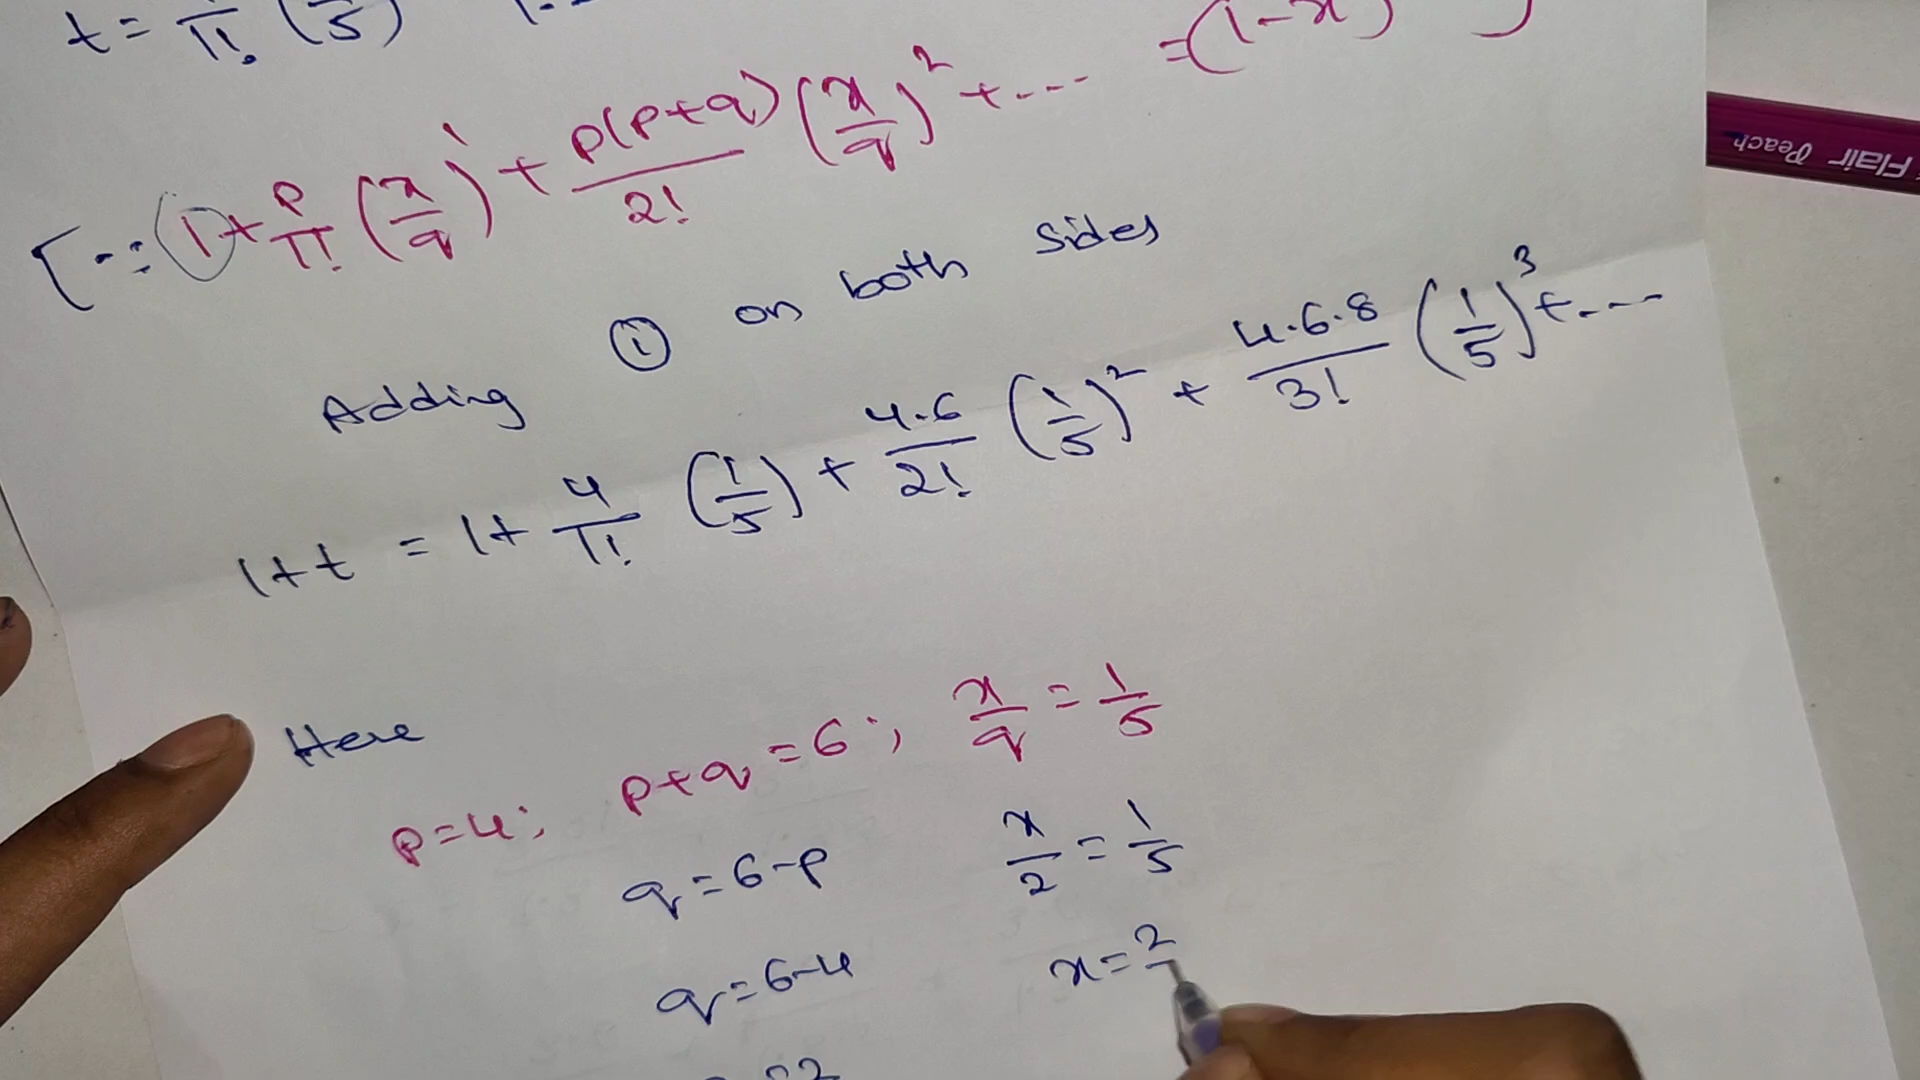 t = 4/1! (1/5)
= (1-x)
[∵ 1 + p/1! (x/q)^1 + p(p+q)/2! (x/q)^2 + ....
Adding ① on both sides
1+t = 1 + 4/1! (1/5) + 4.6/2! (1/5)^2 + 4.6.8/3! (1/5)^3 + ....
Here
p=4; p+q=6; x/q = 1/5
q=6-p x/2 = 1/5
q=6-4 x=2
=2
Flair Peach